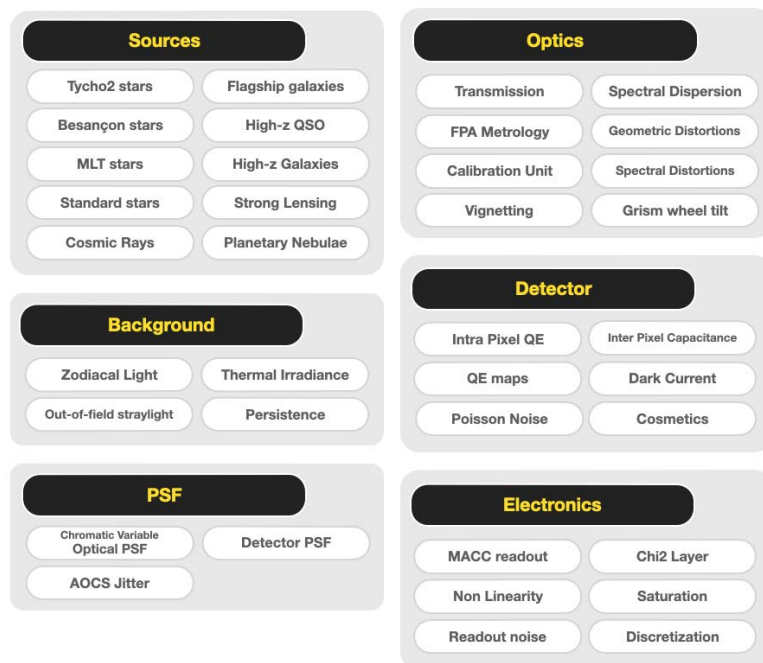 Sources
Tycho2 stars
Flagship galaxies
Besançon stars
High-z QSO
MLT stars
High-z Galaxies
Standard stars
Strong Lensing
Cosmic Rays
Planetary Nebulae
Background
Zodiacal Light
Thermal Irradiance
Out-of-field straylight
Persistence
PSF
Chromatic Variable
Optical PSF
Detector PSF
AOCS Jitter
Optics
Transmission
Spectral Dispersion
FPA Metrology
Geometric Distortions
Calibration Unit
Spectral Distortions
Vignetting
Grism wheel tilt
Detector
Intra Pixel QE
Inter Pixel Capacitance
QE maps
Dark Current
Poisson Noise
Cosmetics
Electronics
MACC readout
Chi2 Layer
Non Linearity
Saturation
Readout noise
Discretization